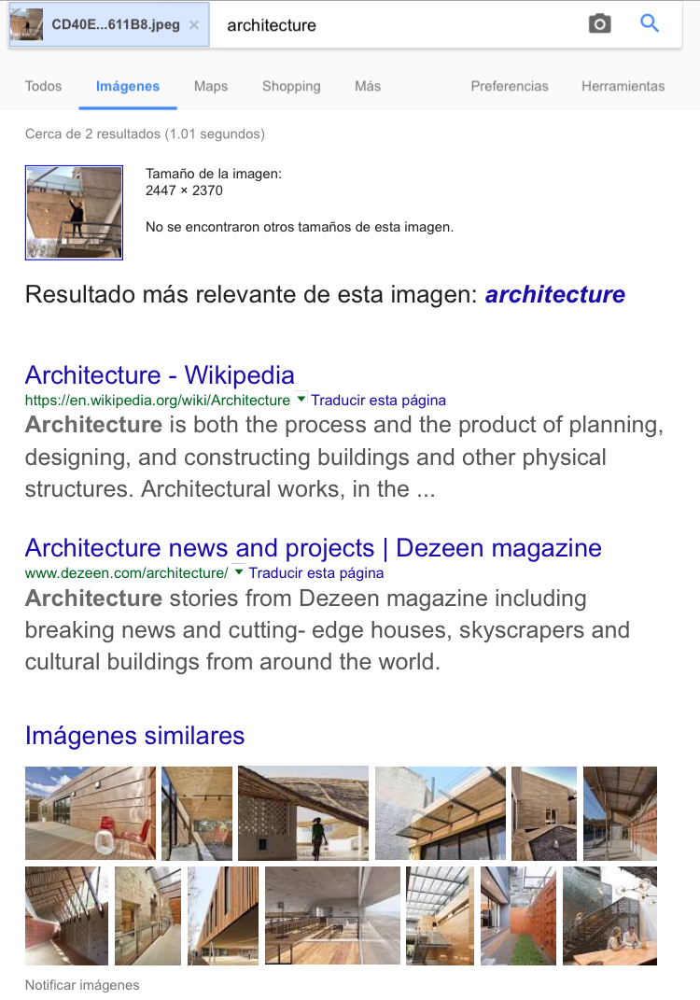 CD40E...611B8.jpeg × architecture
Todos Imágenes Maps Shopping Más Preferencias Herramientas
Cerca de 2 resultados (1.01 segundos)
Tamaño de la imagen:
2447 × 2370
No se encontraron otros tamaños de esta imagen.
Resultado más relevante de esta imagen: architecture
Architecture - Wikipedia
https://en.wikipedia.org/wiki/Architecture Traducir esta página
Architecture is both the process and the product of planning,
designing, and constructing buildings and other physical
structures. Architectural works, in the ...
Architecture news and projects | Dezeen magazine
www.dezeen.com/architecture/ Traducir esta página
Architecture stories from Dezeen magazine including
breaking news and cutting- edge houses, skyscrapers and
cultural buildings from around the world.
Imágenes similares
Notificar imágenes